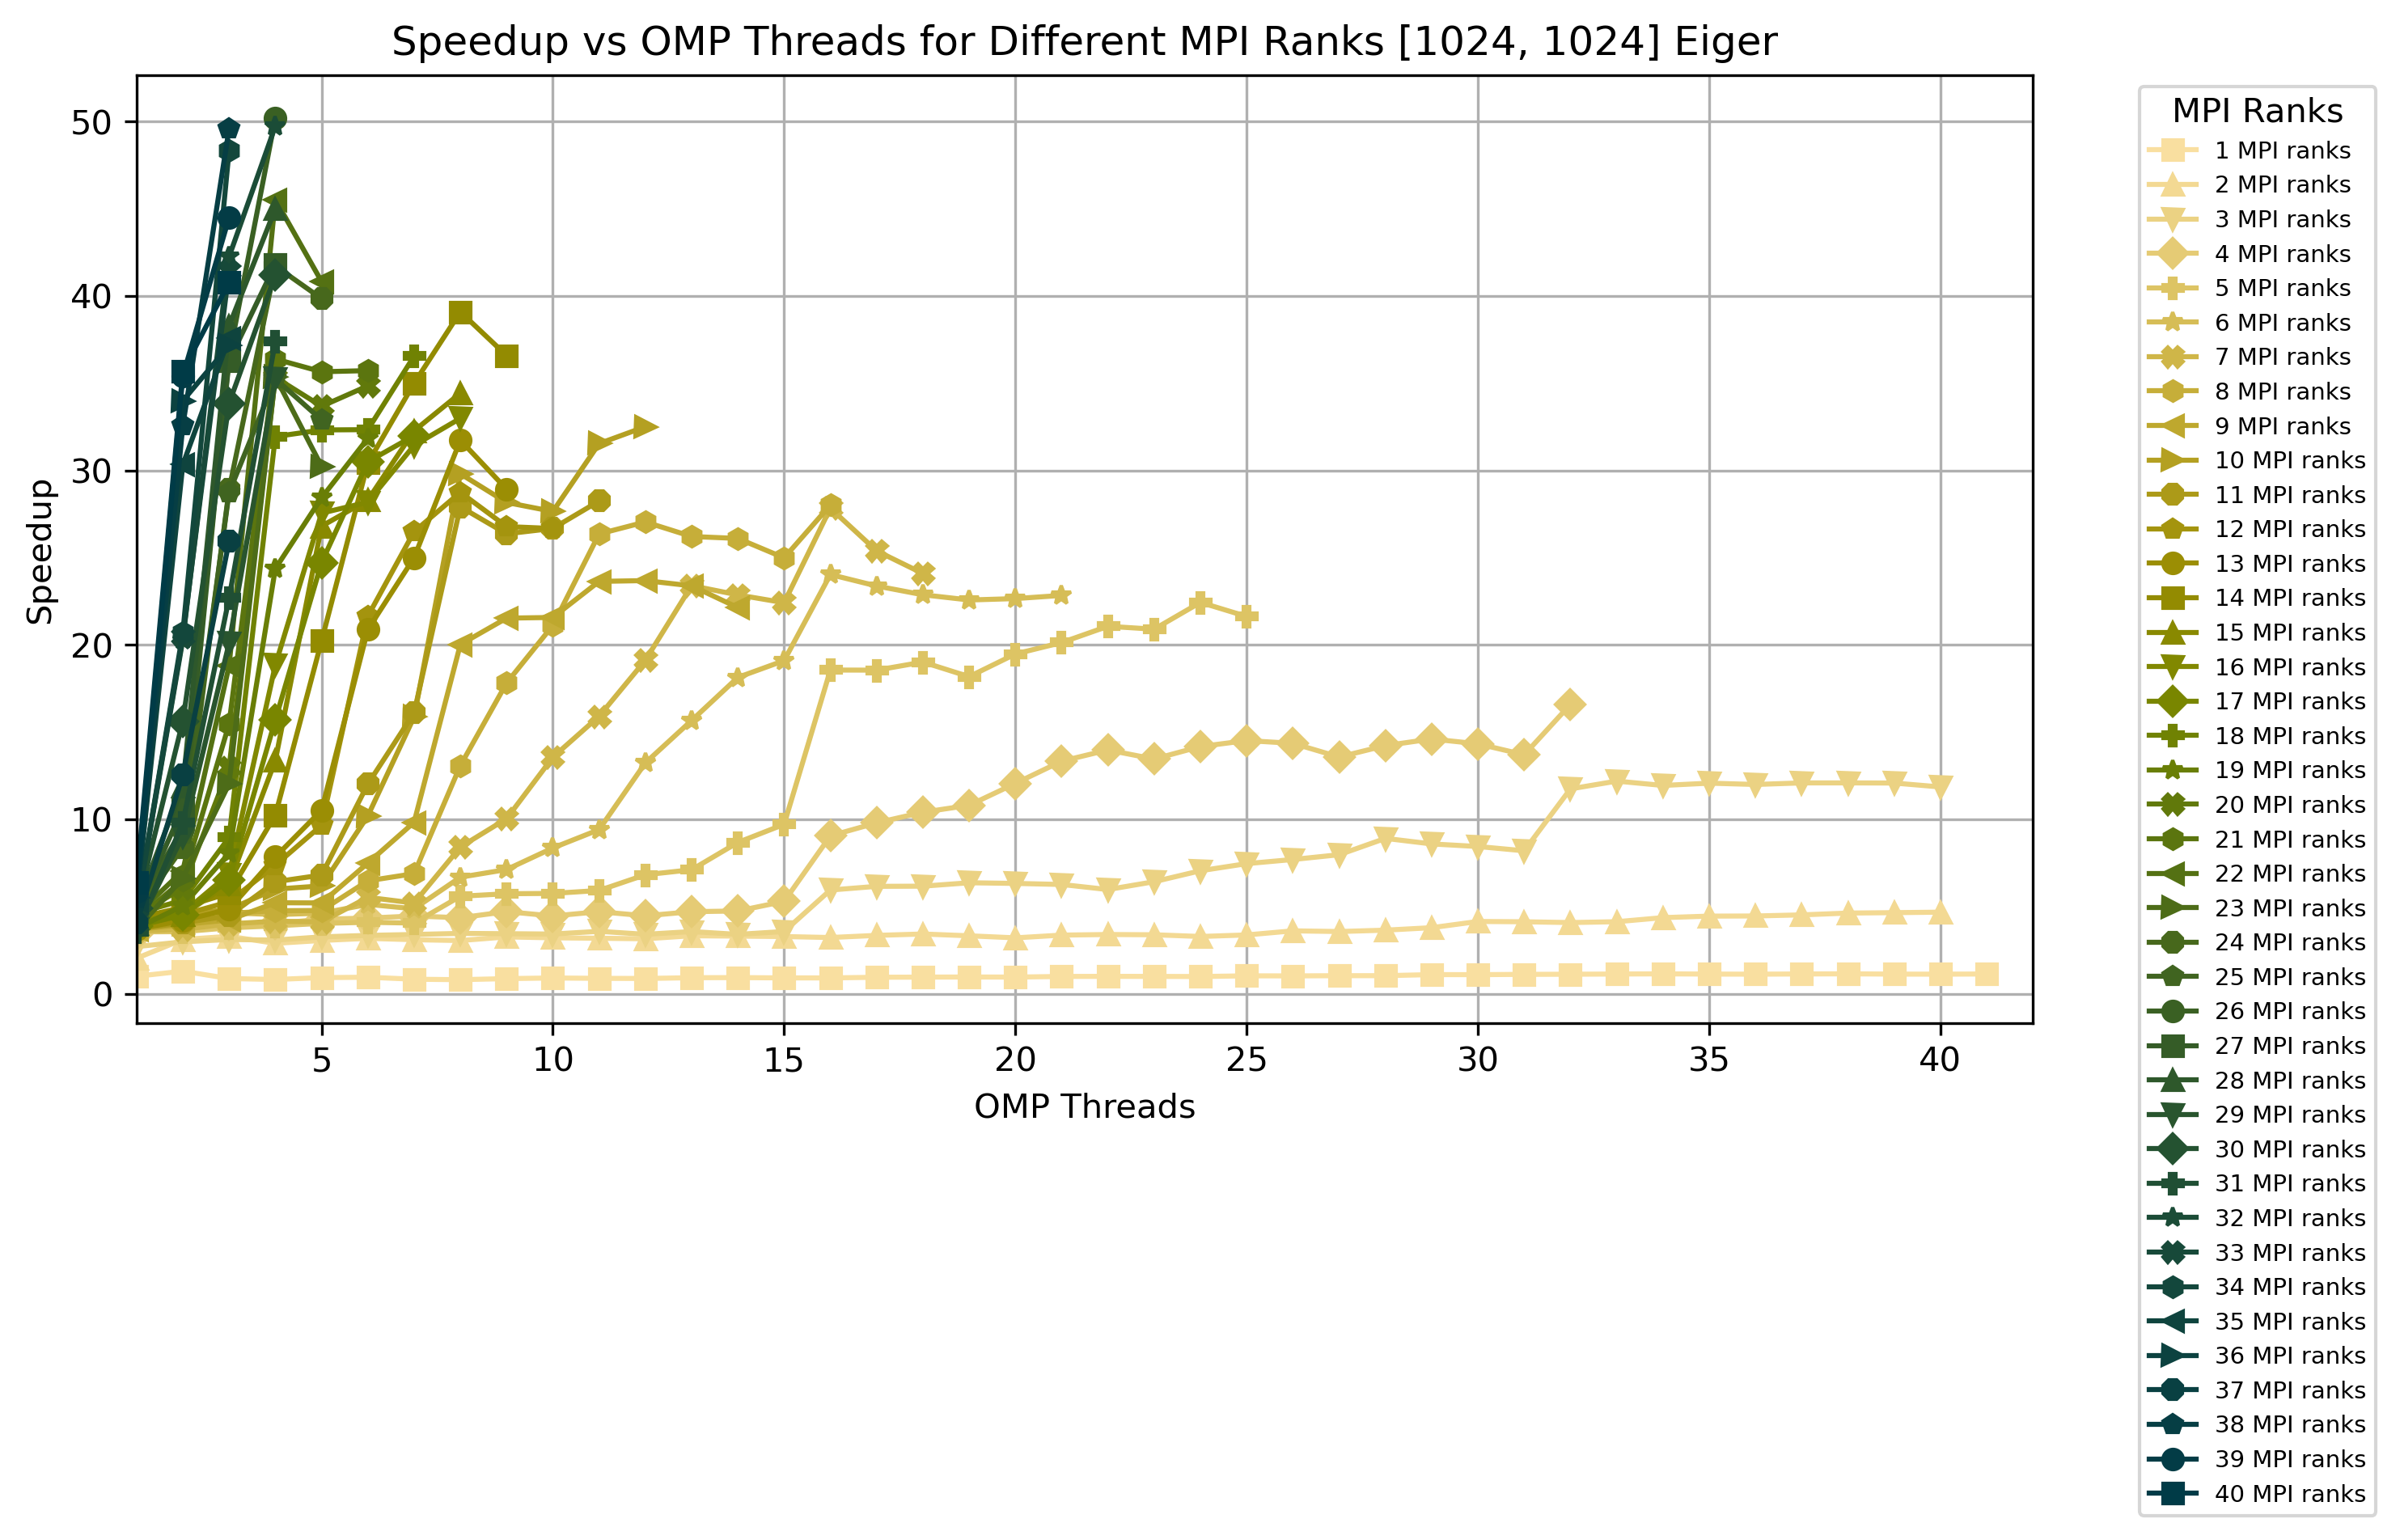 Speedup vs OMP Threads for Different MPI Ranks [1024, 1024] Eiger
Speedup
50
40
30
20
10
0
5
10
15
20
25
30
35
40
OMP Threads
MPI Ranks
1 MPI ranks
2 MPI ranks
3 MPI ranks
4 MPI ranks
5 MPI ranks
6 MPI ranks
7 MPI ranks
8 MPI ranks
9 MPI ranks
10 MPI ranks
11 MPI ranks
12 MPI ranks
13 MPI ranks
14 MPI ranks
15 MPI ranks
16 MPI ranks
17 MPI ranks
18 MPI ranks
19 MPI ranks
20 MPI ranks
21 MPI ranks
22 MPI ranks
23 MPI ranks
24 MPI ranks
25 MPI ranks
26 MPI ranks
27 MPI ranks
28 MPI ranks
29 MPI ranks
30 MPI ranks
31 MPI ranks
32 MPI ranks
33 MPI ranks
34 MPI ranks
35 MPI ranks
36 MPI ranks
37 MPI ranks
38 MPI ranks
39 MPI ranks
40 MPI ranks